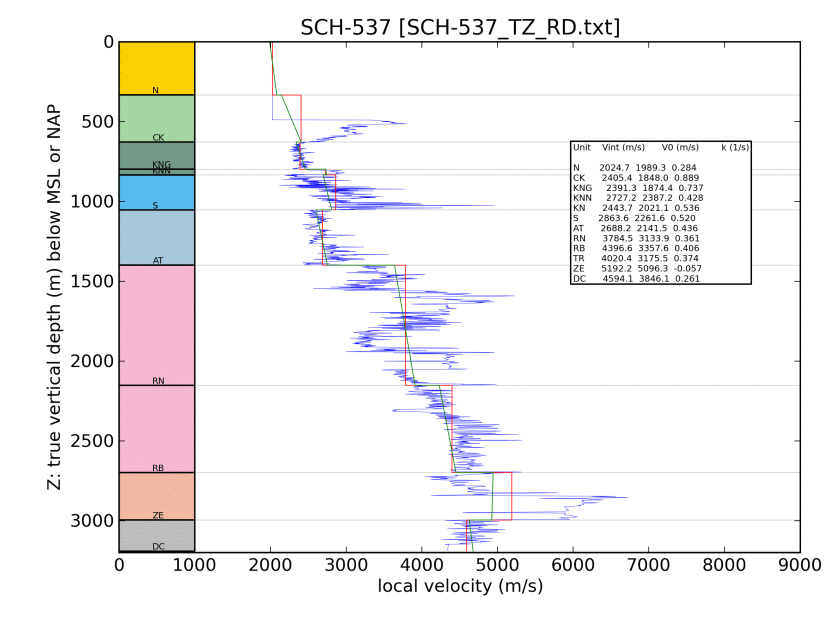 SCH-537 [SCH-537_TZ_RD.txt]
0
500
1000
1500
2000
2500
3000
Z: true vertical depth (m) below MSL or NAP
N
CK
KNG
KNN
S
AT
RN
RB
ZE
DC
Unit Vint (m/s) V0 (m/s) k (1/s)
N 2024.7 1989.3 0.284
CK 2405.4 1848.0 0.889
KNG 2391.3 1874.4 0.737
KNN 2727.2 2387.2 0.428
KN 2443.7 2021.1 0.536
S 2863.6 2261.6 0.520
AT 2688.2 2141.5 0.436
RN 3784.5 3133.9 0.361
RB 4396.6 3357.6 0.406
TR 4020.4 3175.5 0.374
ZE 5192.2 5096.3 -0.057
DC 4594.1 3846.1 0.261
0 1000 2000 3000 4000 5000 6000 7000 8000 9000
local velocity (m/s)